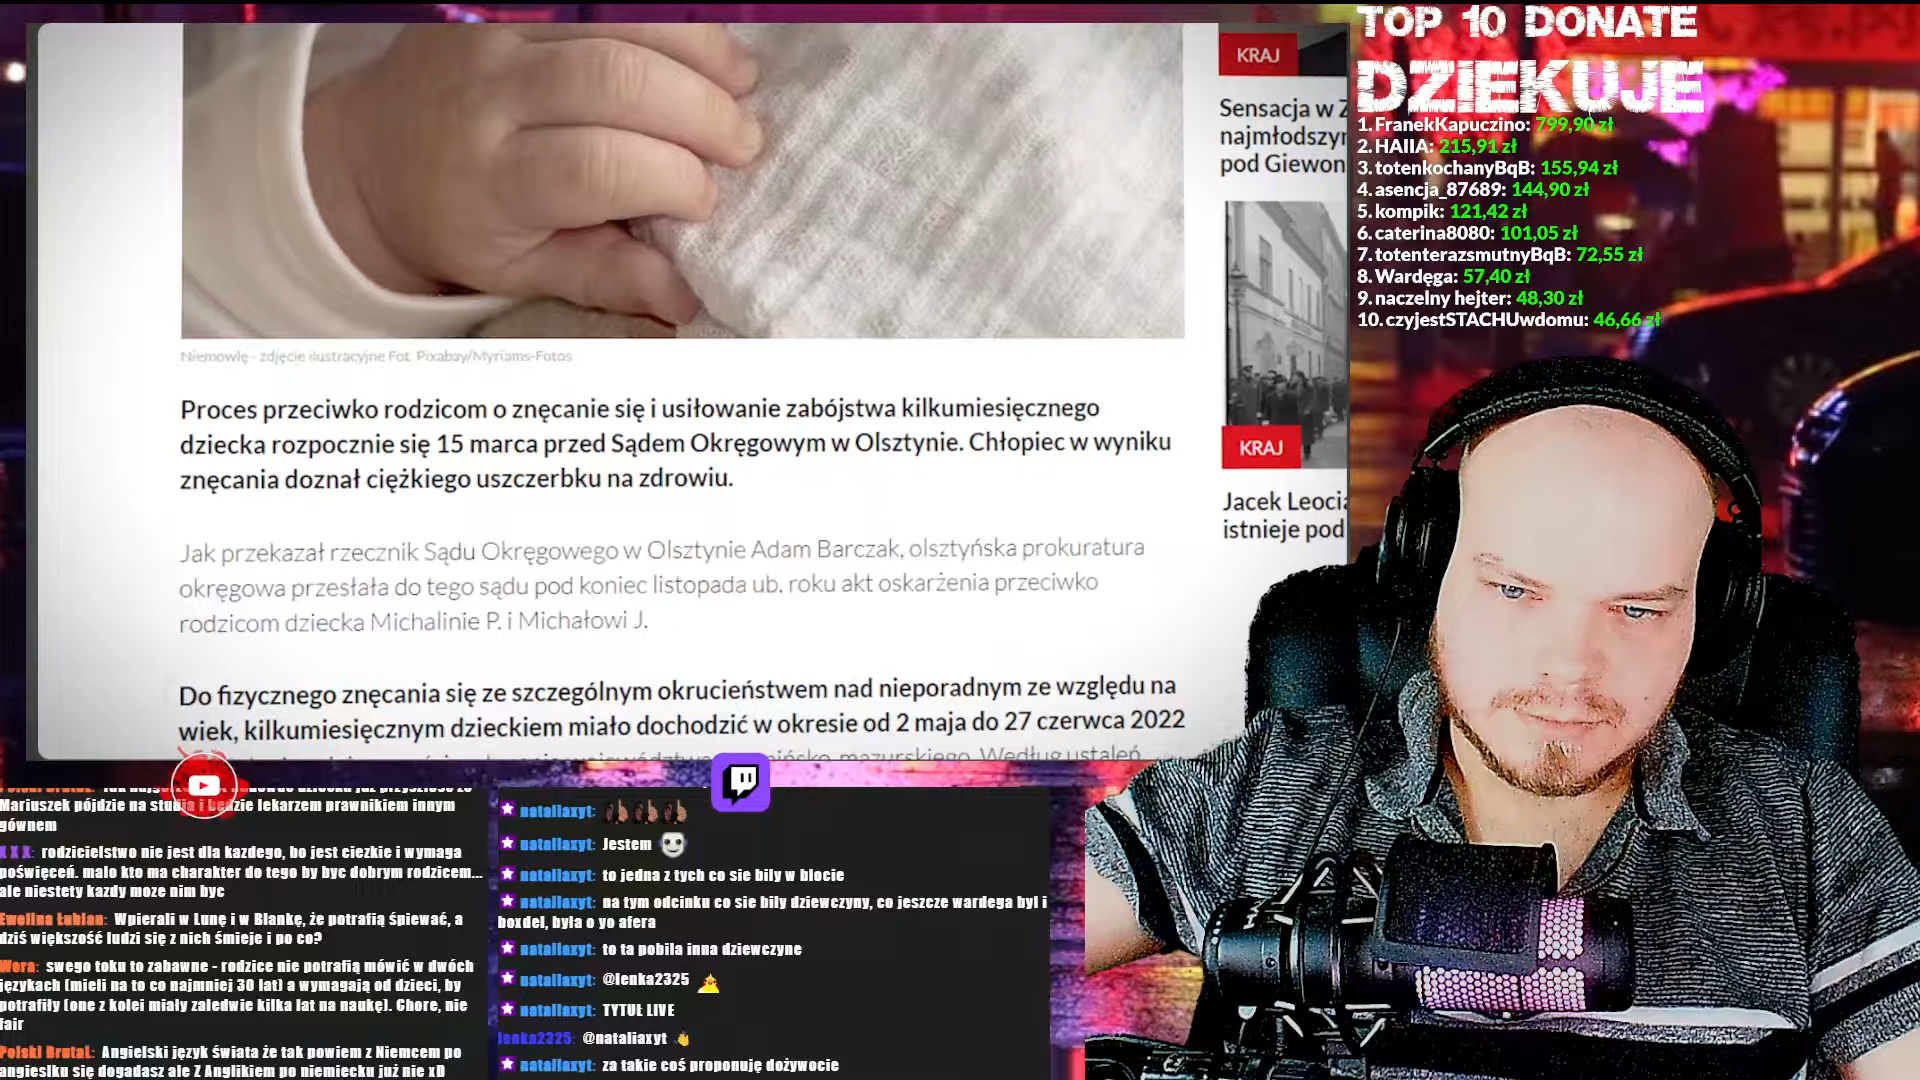 TOP 10 DONATE
DZIEKUJE
1. FranekKapuczino: 799,90 zł
2. HAIIA: 215,91 zł
3. totenkochanyBqB: 155,94 zł
4. asencja_87689: 144,90 zł
5. kompik: 121,42 zł
6. caterina8080: 101,05 zł
7. totenterazsmutnyBqB: 72,55 zł
8. Wardęga: 57,40 zł
9. naczelny hejter: 48,30 zł
10. czyjestSTACHUwdomu: 46,66 zł
KRAJ
Sensacja w Z
najmłodszyr
pod Giewon
KRAJ
Jacek Leocia
istnieje pod
Niemowlę - zdjęcie ilustracyjne Fot. Pixabay/Myriams-Fotos
Proces przeciwko rodzicom o znęcanie się i usiłowanie zabójstwa kilkumiesięcznego
dziecka rozpocznie się 15 marca przed Sądem Okręgowym w Olsztynie. Chłopiec w wyniku
znęcania doznał ciężkiego uszczerbku na zdrowiu.
Jak przekazał rzecznik Sądu Okręgowego w Olsztynie Adam Barczak, olsztyńska prokuratura
okręgowa przesłała do tego sądu pod koniec listopada ub. roku akt oskarżenia przeciwko
rodzicom dziecka Michalinie P. i Michałowi J.
Do fizycznego znęcania się ze szczególnym okrucieństwem nad nieporadnym ze względu na
wiek, kilkumiesięcznym dzieckiem miało dochodzić w okresie od 2 maja do 27 czerwca 2022
mazurskiego. Według ustaleń
Mariuszek pójdzie na studia i będzie lekarzem prawnikiem innym
gównem
X X X: rodzicielstwo nie jest dla kazdego, bo jest ciezkie i wymaga
poświęceń. malo kto ma charakter do tego by byc dobrym rodzicem...
ale niestety kazdy moze nim byc
Ewelina Łubian: Wpierali w Lunę i w Blankę, że potrafią śpiewać, a
dziś większość ludzi się z nich śmieje i po co?
Wera: swego toku to zabawne - rodzice nie potrafią mówić w dwóch
językach (mieli na to co najmniej 30 lat) a wymagają od dzieci, by
potrafiły (one z kolei miały zaledwie kilka lat na naukę). Chore, nie
fair
Polski Brutal: Angielski język świata że tak powiem z Niemcem po
angieslku się dogadasz ale Z Anglikiem po niemiecku już nie xD
nataliaxyt:
nataliaxyt: Jestem
nataliaxyt: to jedna z tych co sie bily w blocie
nataliaxyt: na tym odcinku co sie bily dziewczyny, co jeszcze wardega byl i
boxdel, była o yo afera
nataliaxyt: to ta pobila inna dziewczyne
nataliaxyt: @lenka2325
nataliaxyt: TYTUŁ LIVE
lenka2325: @nataliaxyt
nataliaxyt: za takie coś proponuję dożywocie